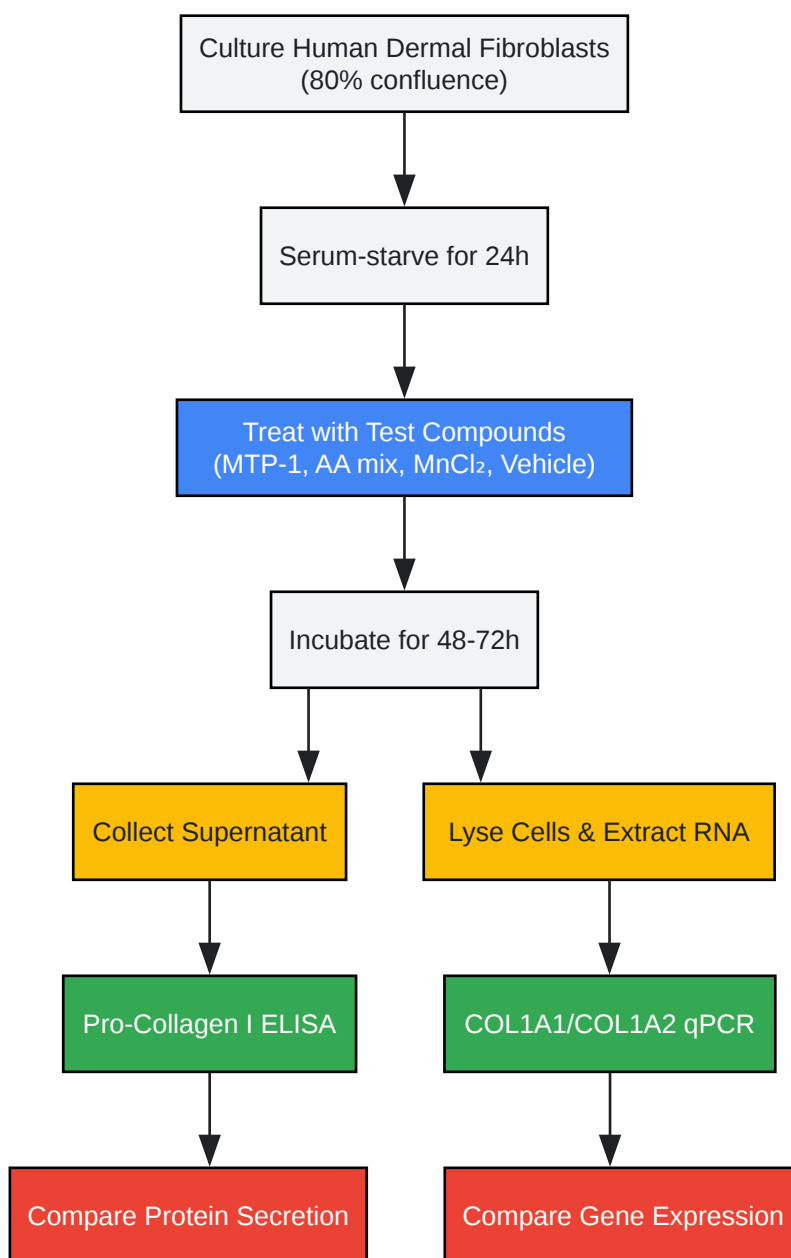 Culture Human Dermal Fibroblasts
(80% confluence)
Serum-starve for 24h
Treat with Test Compounds
(MTP-1, AA mix, MnCl₂, Vehicle)
Incubate for 48-72h
Collect Supernatant
Lyse Cells & Extract RNA
Pro-Collagen I ELISA
COL1A1/COL1A2 qPCR
Compare Protein Secretion
Compare Gene Expression